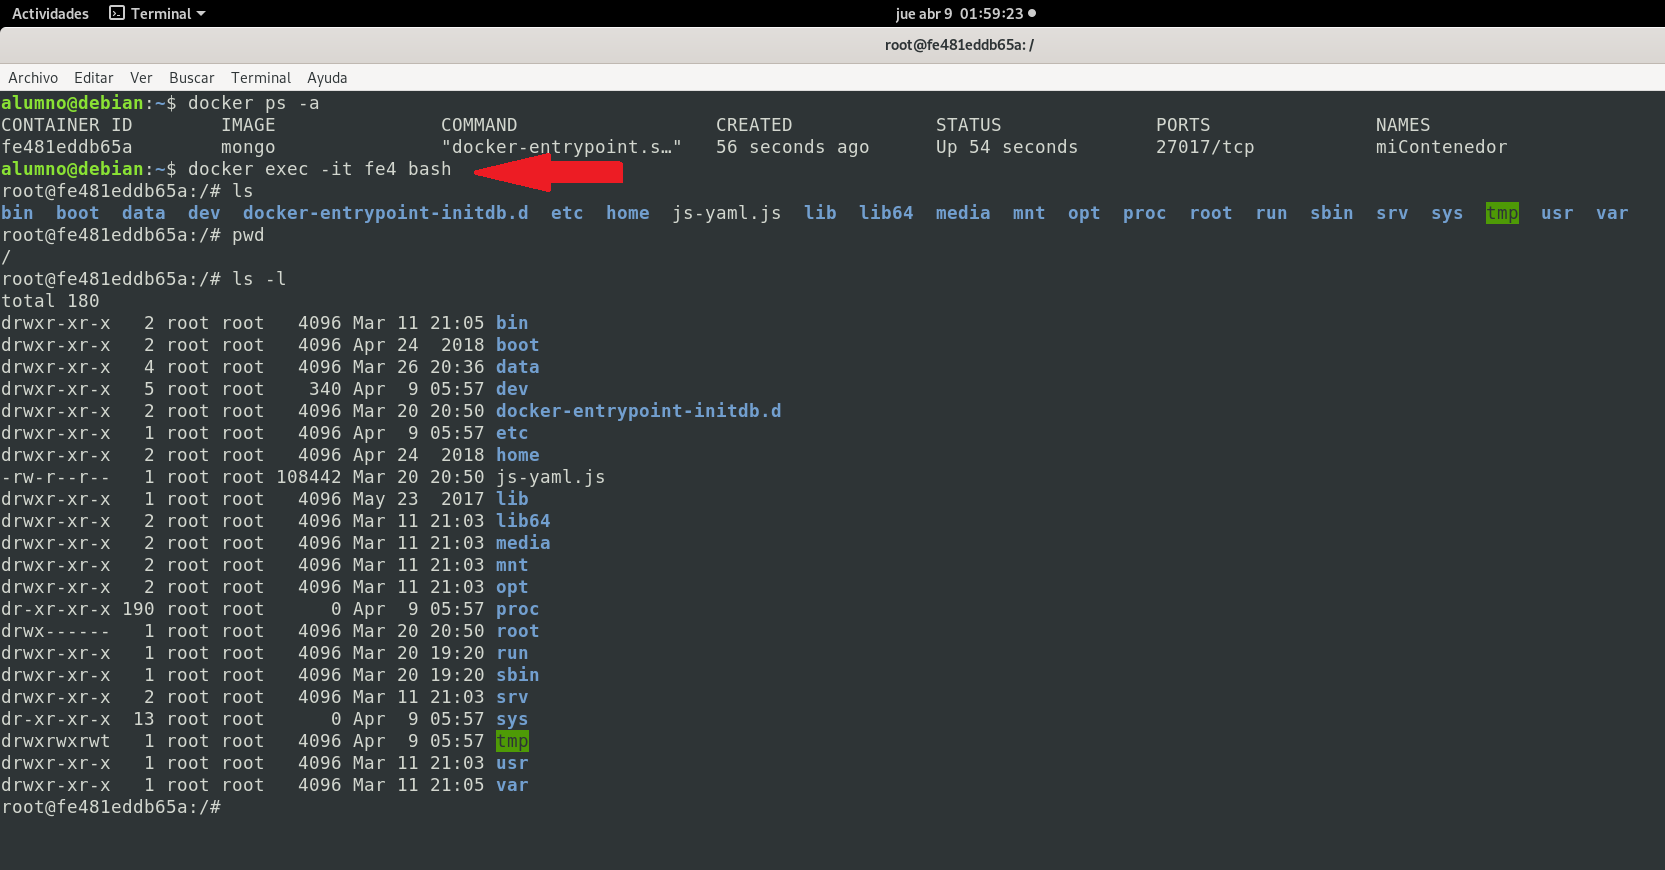 Actividades Terminal jue abr 9 01:59:23
root@fe481eddb65a: /
Archivo Editar Ver Buscar Terminal Ayuda
alumno@debian:~$ docker ps -a
CONTAINER ID        IMAGE               COMMAND                  CREATED             STATUS              PORTS               NAMES
fe481eddb65a        mongo               "docker-entrypoint.s…"   56 seconds ago      Up 54 seconds       27017/tcp           miContenedor
alumno@debian:~$ docker exec -it fe4 bash
root@fe481eddb65a:/# ls
bin  boot  data  dev  docker-entrypoint-initdb.d  etc  home  js-yaml.js  lib  lib64  media  mnt  opt  proc  root  run  sbin  srv  sys  tmp  usr  var
root@fe481eddb65a:/# pwd
/
root@fe481eddb65a:/# ls -l
total 180
drwxr-xr-x   2 root root   4096 Mar 11 21:05 bin
drwxr-xr-x   2 root root   4096 Apr 24  2018 boot
drwxr-xr-x   4 root root   4096 Mar 26 20:36 data
drwxr-xr-x   5 root root    340 Apr  9 05:57 dev
drwxr-xr-x   2 root root   4096 Mar 20 20:50 docker-entrypoint-initdb.d
drwxr-xr-x   1 root root   4096 Apr  9 05:57 etc
drwxr-xr-x   2 root root   4096 Apr 24  2018 home
-rw-r--r--   1 root root 108442 Mar 20 20:50 js-yaml.js
drwxr-xr-x   1 root root   4096 May 23  2017 lib
drwxr-xr-x   2 root root   4096 Mar 11 21:03 lib64
drwxr-xr-x   2 root root   4096 Mar 11 21:03 media
drwxr-xr-x   2 root root   4096 Mar 11 21:03 mnt
drwxr-xr-x   2 root root   4096 Mar 11 21:03 opt
dr-xr-xr-x 190 root root      0 Apr  9 05:57 proc
drwx------   1 root root   4096 Mar 20 20:50 root
drwxr-xr-x   1 root root   4096 Mar 20 19:20 run
drwxr-xr-x   1 root root   4096 Mar 20 19:20 sbin
drwxr-xr-x   2 root root   4096 Mar 11 21:03 srv
dr-xr-xr-x  13 root root      0 Apr  9 05:57 sys
drwxrwxrwt   1 root root   4096 Apr  9 05:57 tmp
drwxr-xr-x   1 root root   4096 Mar 11 21:03 usr
drwxr-xr-x   1 root root   4096 Mar 11 21:05 var
root@fe481eddb65a:/#